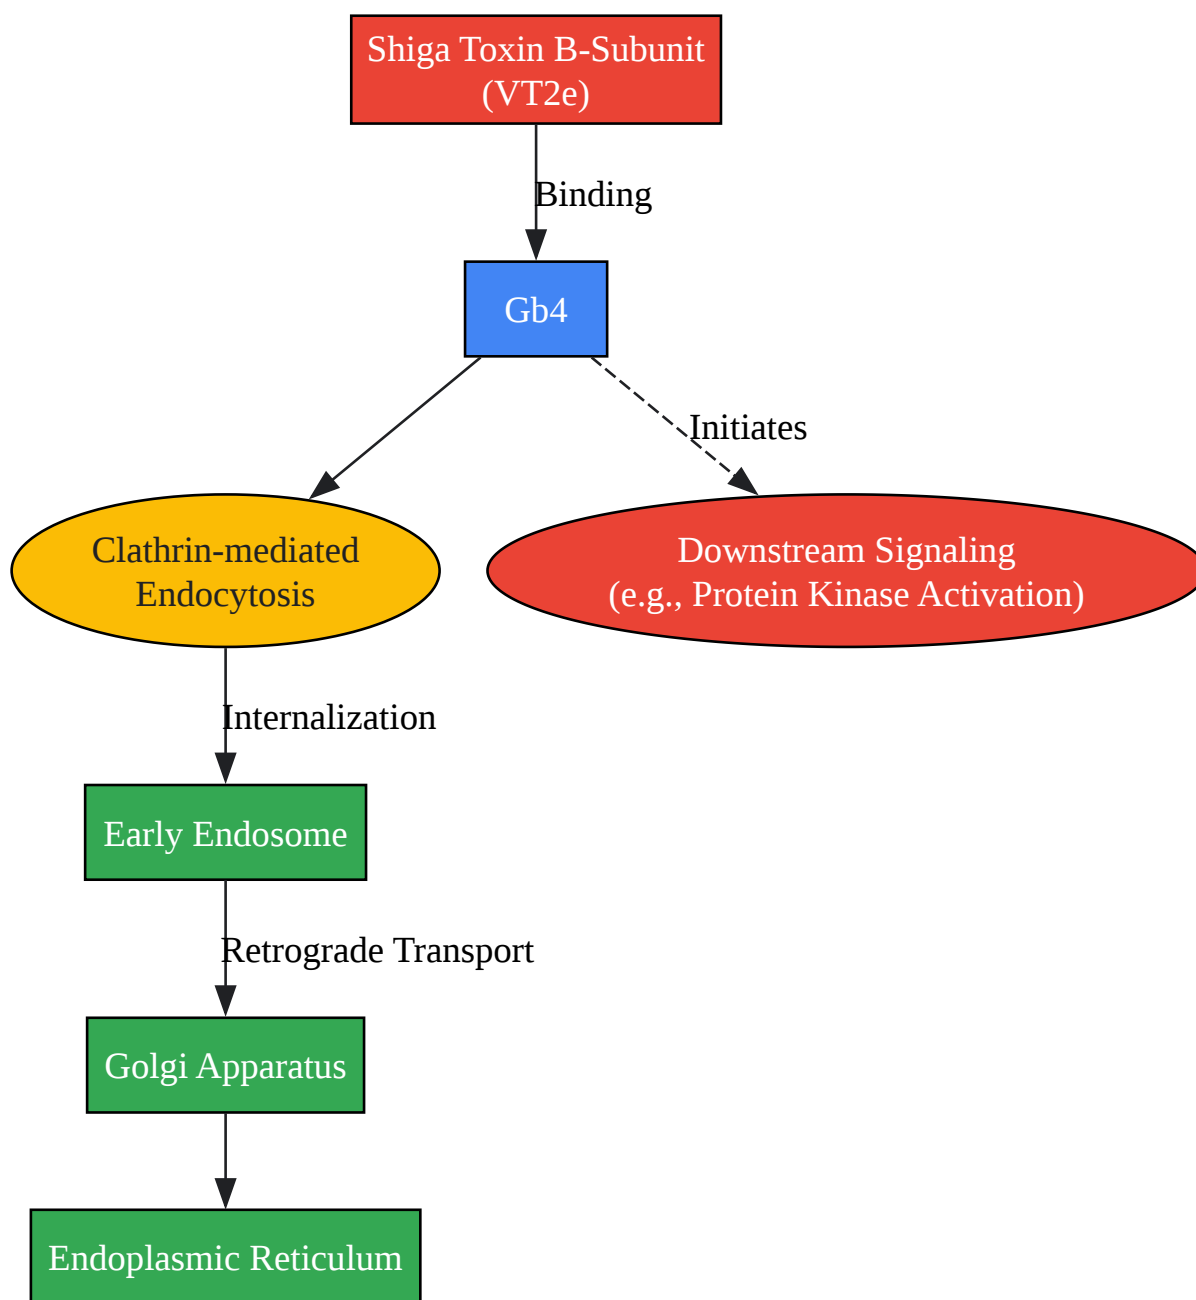 Shiga Toxin B-Subunit
(VT2e)
Binding
Gb4
Initiates
Clathrin-mediated
Endocytosis
Downstream Signaling
(e.g., Protein Kinase Activation)
Internalization
Early Endosome
Retrograde Transport
Golgi Apparatus
Endoplasmic Reticulum